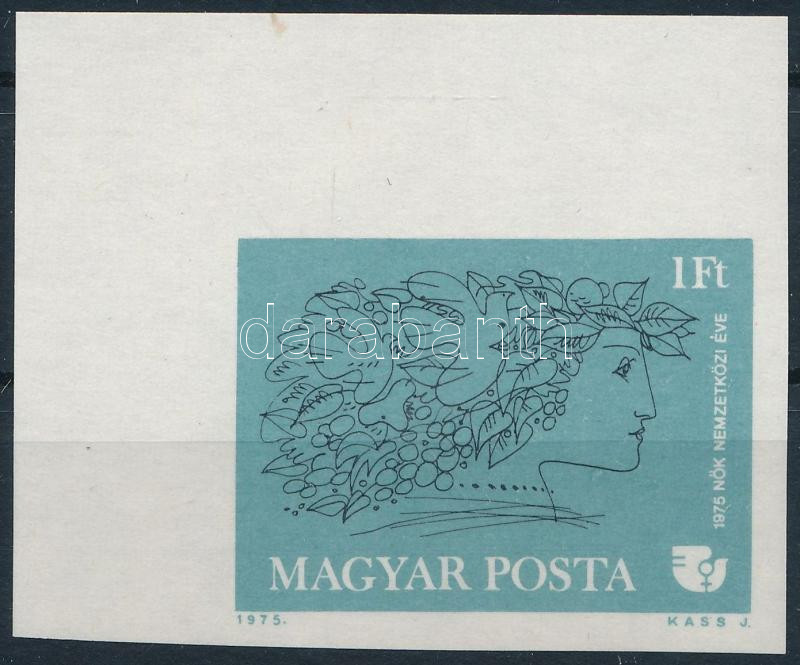 1Ft
1975 NŐK NEMZETKÖZI ÉVE
darabanth
MAGYAR POSTA
1975.
KASS J.